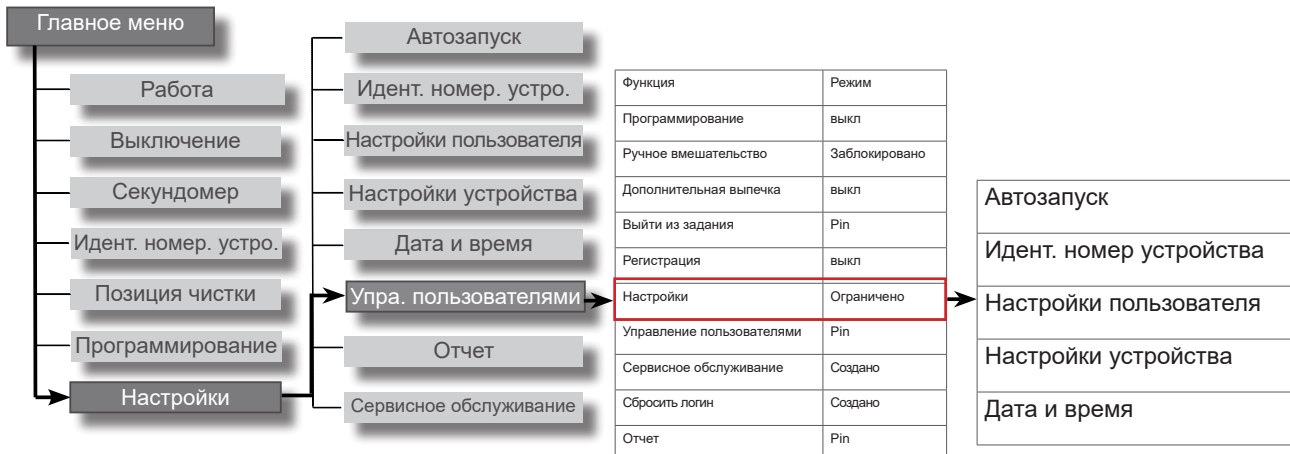 Главное меню
Работа
Выключение
Секундомер
Идент. номер. устро.
Позиция чистки
Программирование
Настройки
Автозапуск
Идент. номер. устро.
Настройки пользователя
Настройки устройства
Дата и время
Упра. пользователями
Отчет
Сервисное обслуживание
Функция Режим
Программирование выкл
Ручное вмешательство Заблокировано
Дополнительная выпечка выкл
Выйти из задания Pin
Регистрация выкл
Настройки Ограничено
Управление пользователями Pin
Сервисное обслуживание Создано
Сбросить логин Создано
Отчет Pin
Автозапуск
Идент. номер устройства
Настройки пользователя
Настройки устройства
Дата и время